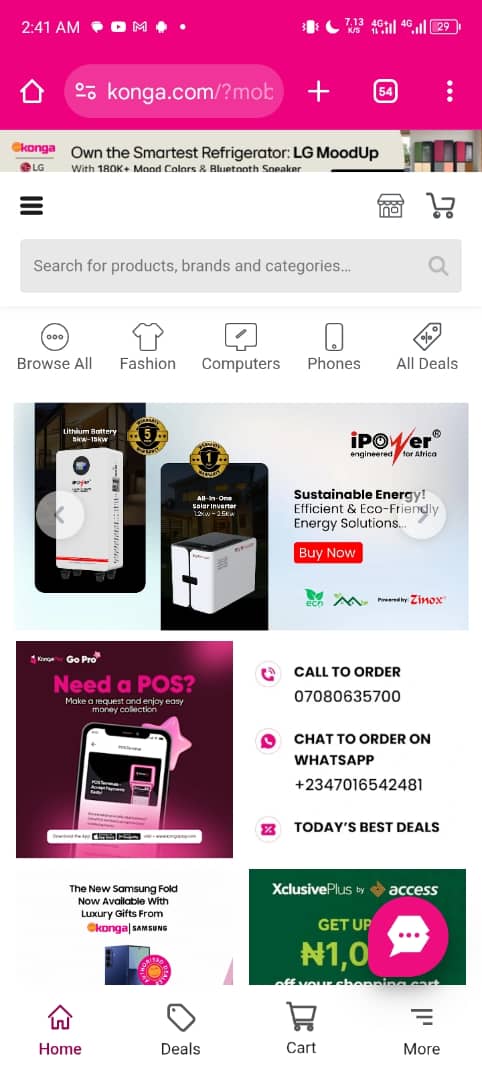 2:41 AM
7.13
K/S
4G+
4G
29
konga.com/?mob
54
konga
LG
Own the Smartest Refrigerator: LG MoodUp
With 180K+ Mood Colors & Bluetooth Speaker
Search for products, brands and categories...
Browse All
Fashion
Computers
Phones
All Deals
Lithium Battery
5kw-15kw
5
WARRANTY
1
WARRANTY
All-In-One
Solar Inverter
1.2kw - 2.5kw
iPOWer®
engineered for Africa
Sustainable Energy!
Efficient & Eco-Friendly
Energy Solutions...
Buy Now
eco
Powered by: Zinox
KongaPay Go Pro
Need a POS?
Make a request and enjoy easy
money collection
CALL TO ORDER
07080635700
CHAT TO ORDER ON
WHATSAPP
+2347016542481
TODAY'S BEST DEALS
The New Samsung Fold
Now Available With
Luxury Gifts From
konga | SAMSUNG
XclusivePlus by access
GET UP
₦1,0
off your shopping cart
Home
Deals
Cart
More